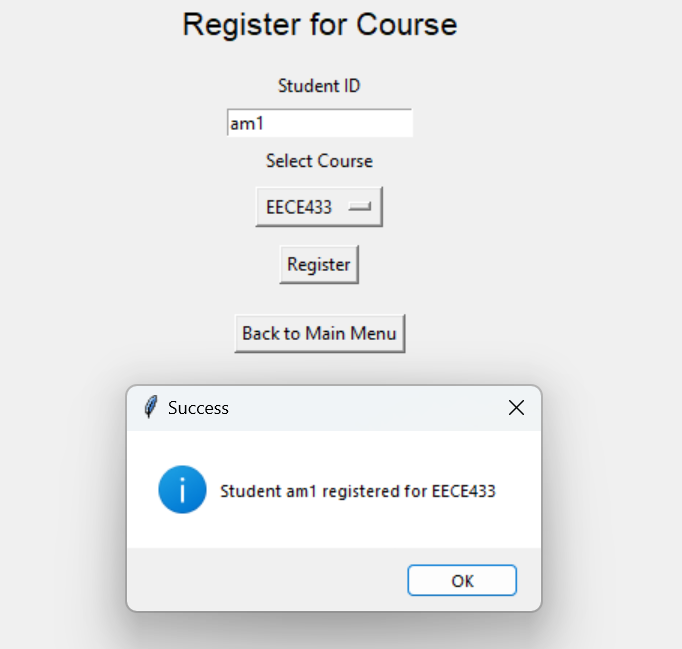 Register for Course
Student ID
am1
Select Course
EECE433
Register
Back to Main Menu
Success
Student am1 registered for EECE433
OK